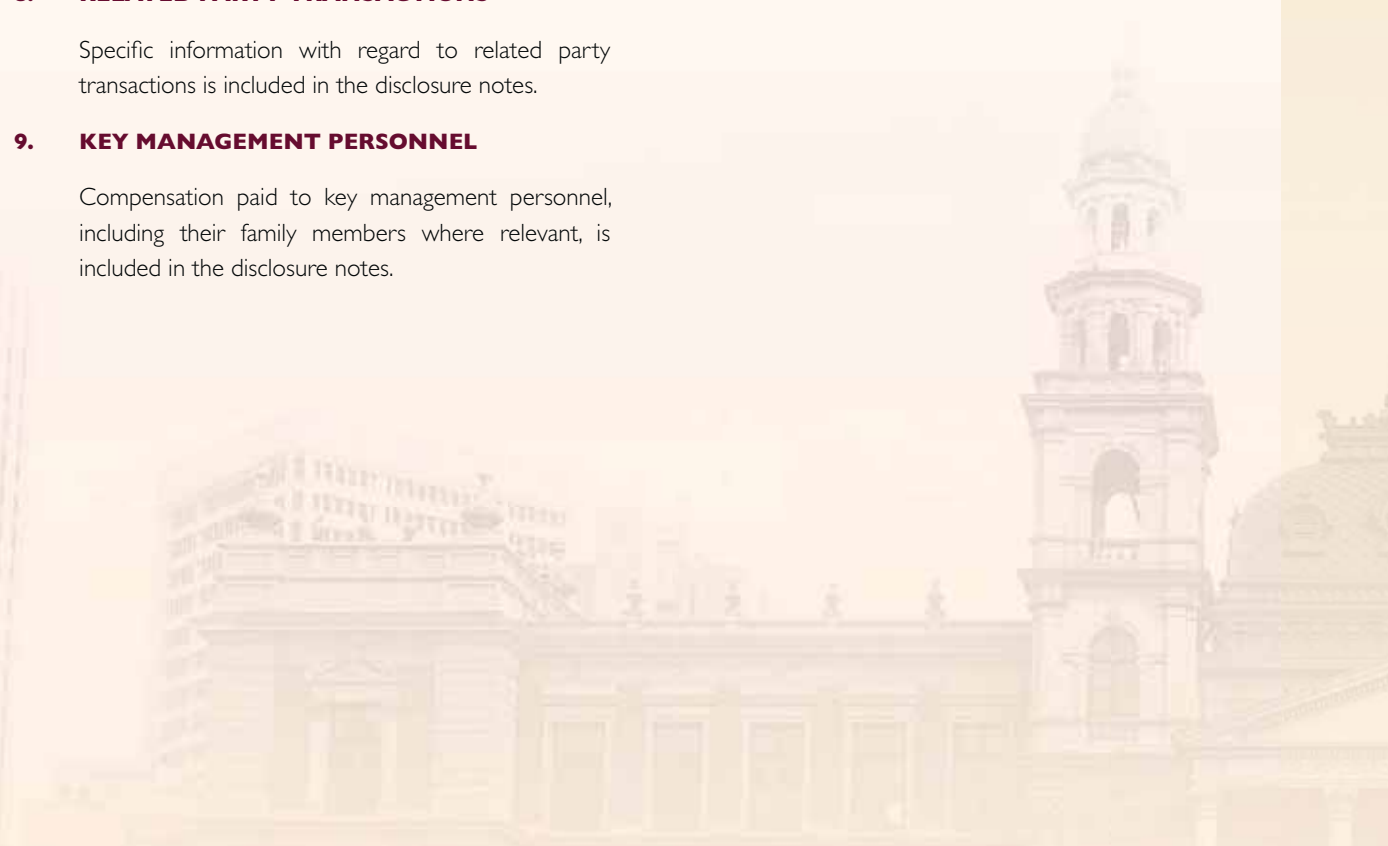 Specific information with regard to related party
transactions is included in the disclosure notes.
9. KEY MANAGEMENT PERSONNEL
Compensation paid to key management personnel,
including their family members where relevant, is
included in the disclosure notes.